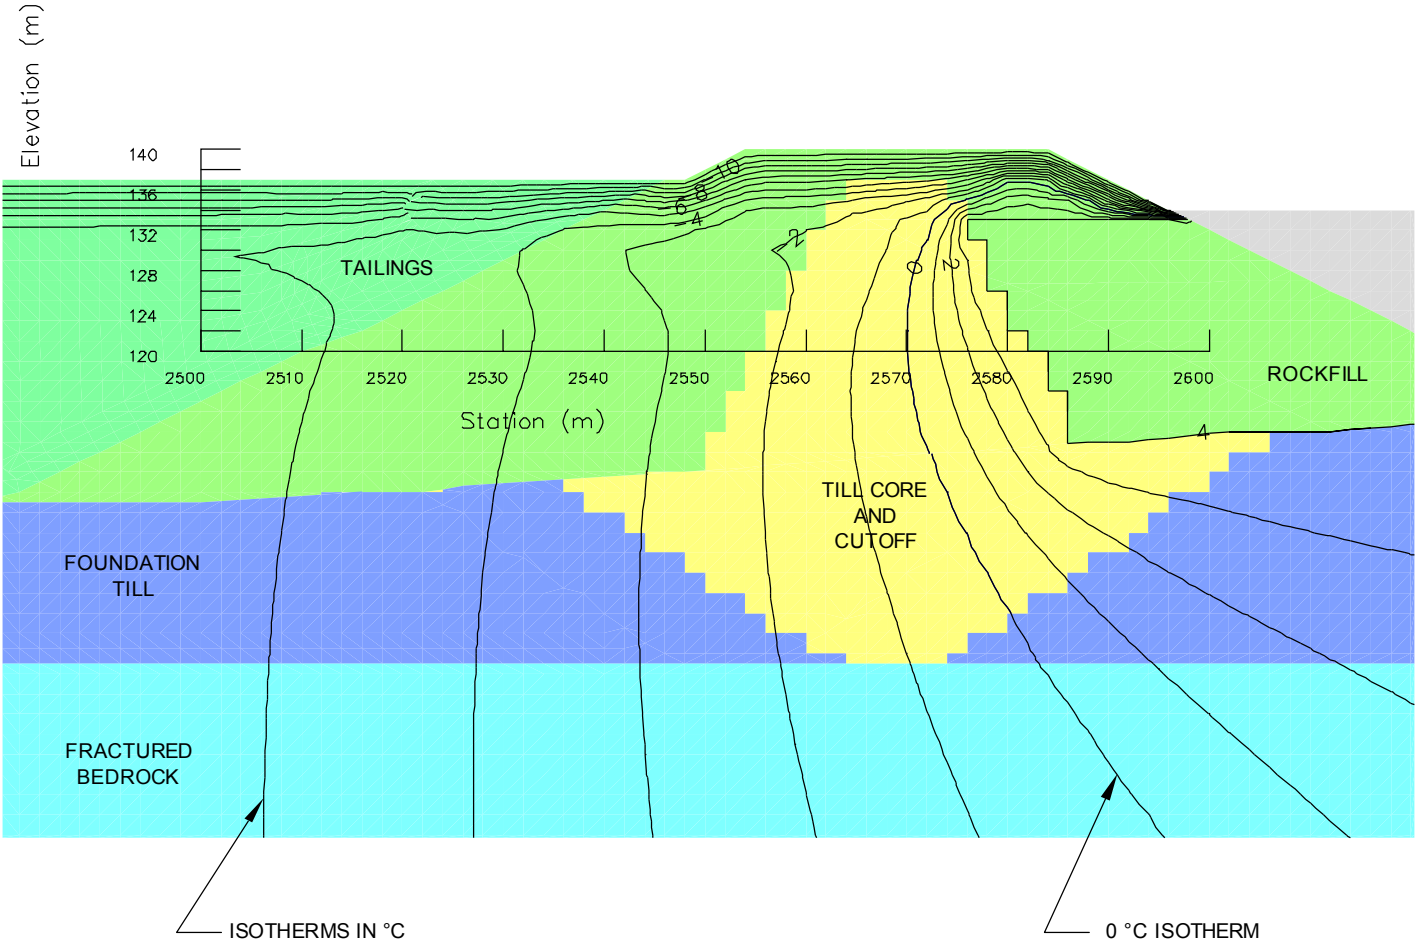 Elevation (m)
140
136
132
128
124
120
-10
-8
-6
-4
-2
0
2
TAILINGS
2500 2510 2520 2530 2540 2550 2560 2570 2580 2590 2600
ROCKFILL
Station (m)
4
TILL CORE
AND
CUTOFF
FOUNDATION
TILL
FRACTURED
BEDROCK
ISOTHERMS IN °C
0 °C ISOTHERM